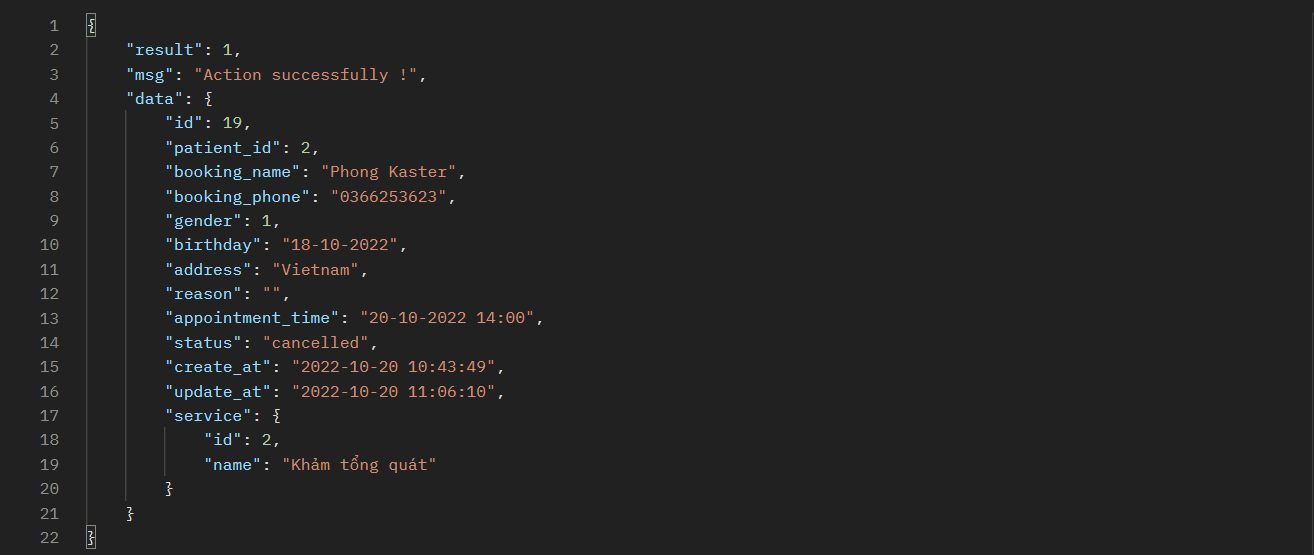 1 {
2 "result": 1,
3 "msg": "Action successfully !",
4 "data": {
5 "id": 19,
6 "patient_id": 2,
7 "booking_name": "Phong Kaster",
8 "booking_phone": "0366253623",
9 "gender": 1,
10 "birthday": "18-10-2022",
11 "address": "Vietnam",
12 "reason": "",
13 "appointment_time": "20-10-2022 14:00",
14 "status": "cancelled",
15 "create_at": "2022-10-20 10:43:49",
16 "update_at": "2022-10-20 11:06:10",
17 "service": {
18 "id": 2,
19 "name": "Khảm tổng quát"
20 }
21 }
22 }